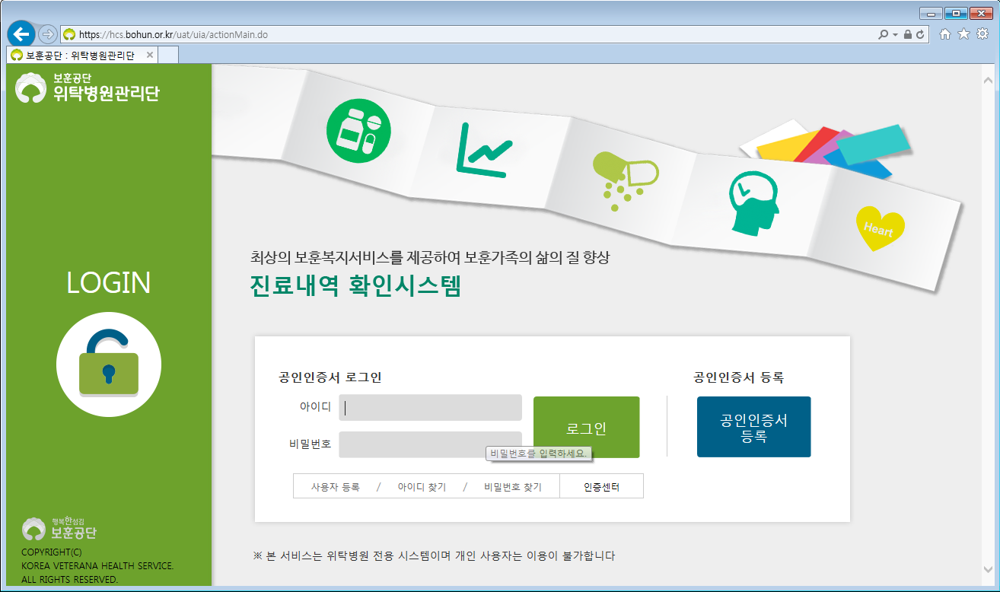 https://hcs.bohun.or.kr/uat/uia/actionMain.do
보훈공단 : 위탁병원관리단
보훈공단
위탁병원관리단
Heart
최상의 보훈복지서비스를 제공하여 보훈가족의 삶의 질 향상
진료내역 확인시스템
LOGIN
공인인증서 로그인
공인인증서 등록
아이디
로그인
공인인증서
등록
비밀번호
비밀번호를 입력하세요.
사용자 등록 / 아이디 찾기 / 비밀번호 찾기 인증센터
행복한섬김
보훈공단
COPYRIGHT(C)
KOREA VETERANA HEALTH SERVICE.
ALL RIGHTS RESERVED.
※ 본 서비스는 위탁병원 전용 시스템이며 개인 사용자는 이용이 불가합니다